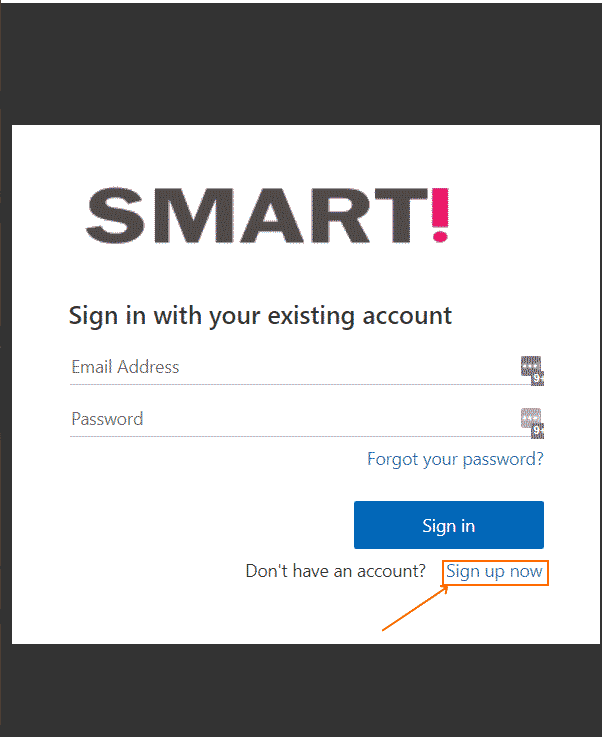 SMART!
Sign in with your existing account
Email Address
Password
Forgot your password?
Sign in
Don't have an account? Sign up now